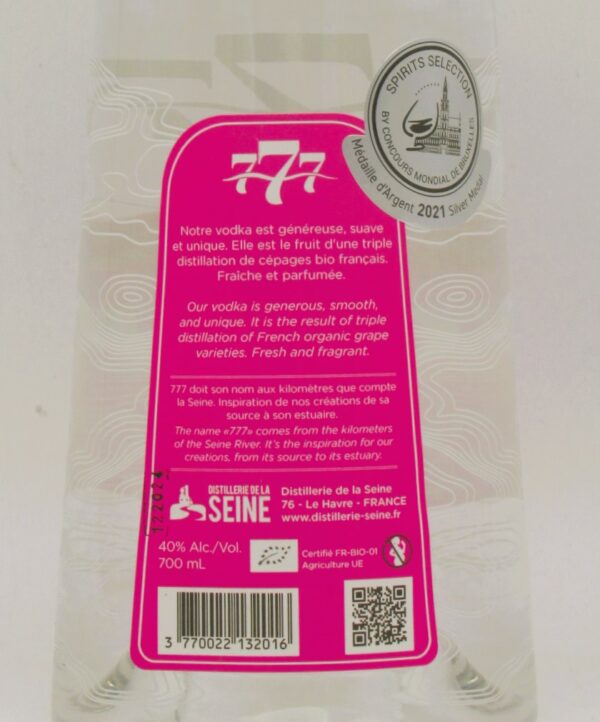 SPIRITS SELECTION
BY CONCOURS MONDIAL DE BRUXELLES
Médaille d'Argent 2021 Silver Medal
777
Notre vodka est généreuse, suave
et unique. Elle est le fruit d'une triple
distillation de cépages bio français.
Fraîche et parfumée.
Our vodka is generous, smooth,
and unique. It is the result of triple
distillation of French organic grape
varieties. Fresh and fragrant.
777 doit son nom aux kilomètres que compte
la Seine. Inspiration de nos créations de sa
source à son estuaire.
The name «777» comes from the kilometers
of the Seine River. It's the inspiration for our
creations, from its source to its estuary.
DISTILLERIE DE LA
SEINE
Distillerie de la Seine
76 - Le Havre - FRANCE
www.distillerie-seine.fr
40% Alc./Vol.
700 mL
Certifié FR-BIO-01
Agriculture UE
3 770022 132016